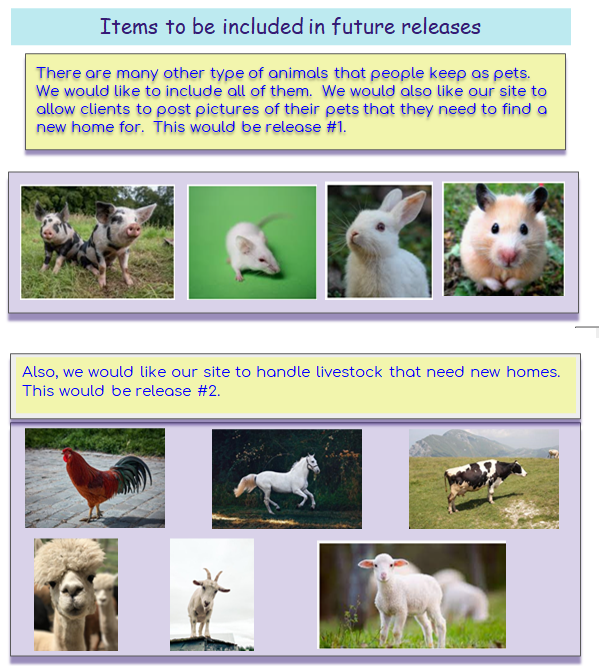 Items to be included in future releases
There are many other type of animals that people keep as pets.
We would like to include all of them. We would also like our site to
allow clients to post pictures of their pets that they need to find a
new home for. This would be release #1.
Also, we would like our site to handle livestock that need new homes.
This would be release #2.